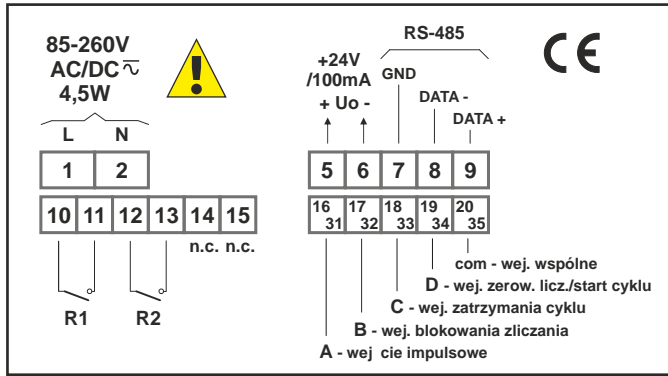 85-260V
AC/DC
4,5W
L N
1 2
10 11 12 13 14 15
n.c. n.c.
R1 R2
RS-485
+24V
/100mA
GND
+ Uo -
DATA -
DATA +
5 6 7 8 9
16 17 18 19 20
31 32 33 34 35
com - wej. wspólne
D - wej. zerow. licz./start cyklu
C - wej. zatrzymania cyklu
B - wej. blokowania zliczania
A - wej cie impulsowe
CE